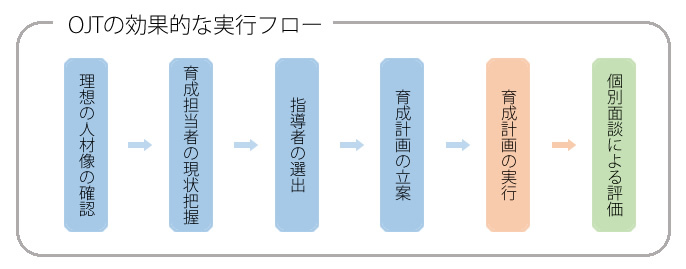 OJTの効果的な実行フロー
理想の人材像の確認
育成担当者の現状把握
指導者の選出
育成計画の立案
育成計画の実行
個別面談による評価